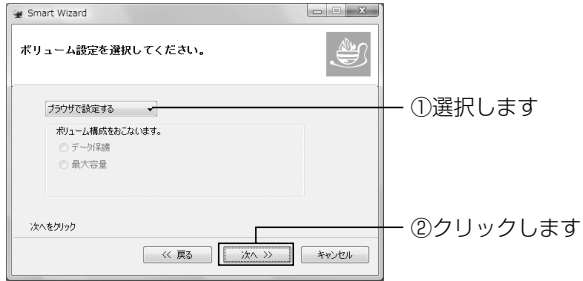 Smart Wizard
ボリューム設定を選択してください。
ブラウザで設定する
①選択します
ボリューム構成をおこないます。
データ保護
最大容量
次へをクリック
②クリックします
<< 戻る
次へ >>
キャンセル